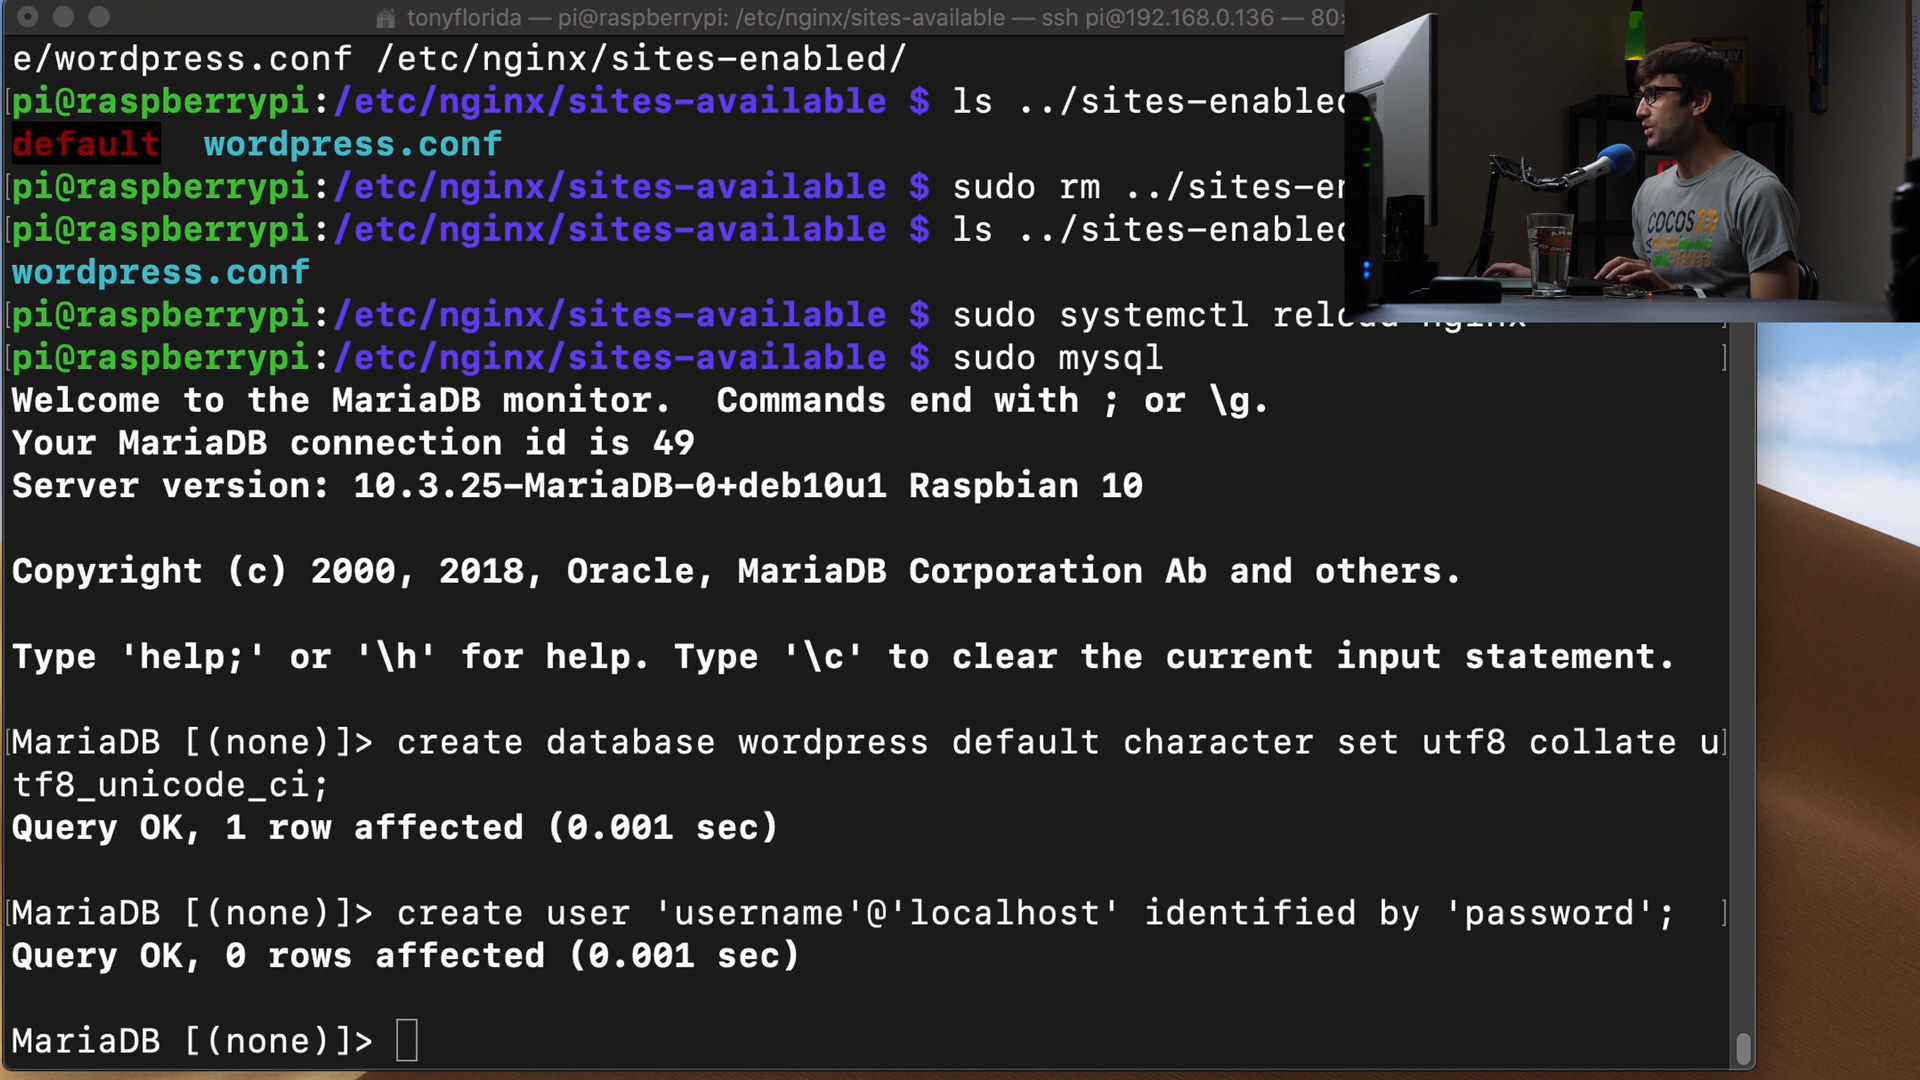 tonyflorida — pi@raspberrypi: /etc/nginx/sites-available — ssh pi@192.168.0.136 — 80
e/wordpress.conf /etc/nginx/sites-enabled/
pi@raspberrypi:/etc/nginx/sites-available $ ls ../sites-enabled
default wordpress.conf
pi@raspberrypi:/etc/nginx/sites-available $ sudo rm ../sites-en
pi@raspberrypi:/etc/nginx/sites-available $ ls ../sites-enabled
wordpress.conf
pi@raspberrypi:/etc/nginx/sites-available $ sudo systemctl reload nginx
pi@raspberrypi:/etc/nginx/sites-available $ sudo mysql
Welcome to the MariaDB monitor.  Commands end with ; or \g.
Your MariaDB connection id is 49
Server version: 10.3.25-MariaDB-0+deb10u1 Raspbian 10
Copyright (c) 2000, 2018, Oracle, MariaDB Corporation Ab and others.
Type 'help;' or '\h' for help. Type '\c' to clear the current input statement.
MariaDB [(none)]> create database wordpress default character set utf8 collate u
tf8_unicode_ci;
Query OK, 1 row affected (0.001 sec)
MariaDB [(none)]> create user 'username'@'localhost' identified by 'password';
Query OK, 0 rows affected (0.001 sec)
MariaDB [(none)]>
COCOS2D